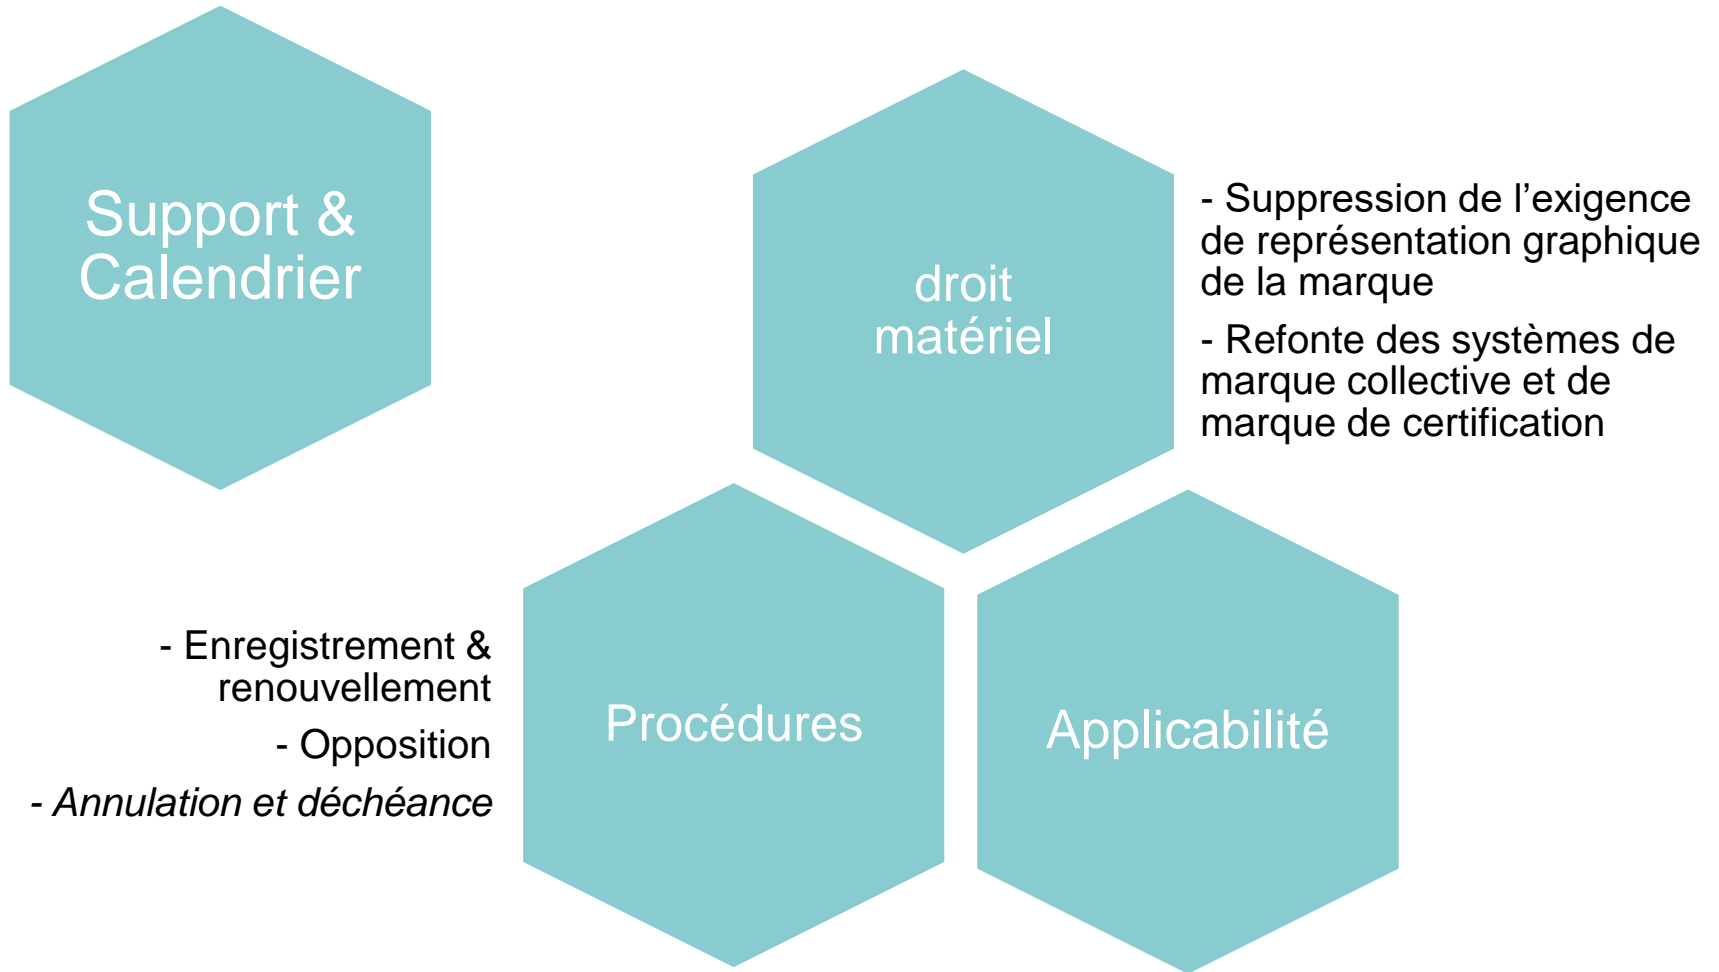 Support &
Calendrier
droit
matériel
- Suppression de l’exigence
de représentation graphique
de la marque
- Refonte des systèmes de
marque collective et de
marque de certification
- Enregistrement &
renouvellement
- Opposition
- Annulation et déchéance
Procédures
Applicabilité